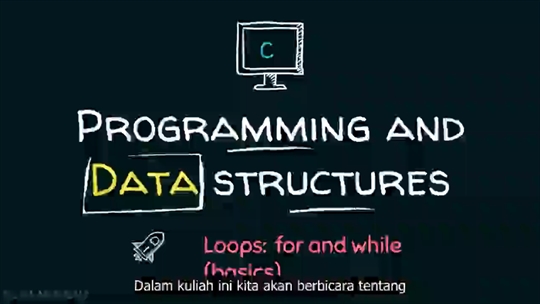 C
PROGRAMMING AND
DATA STRUCTURES
Loops: for and while
(basics)
Dalam kuliah ini kita akan berbicara tentang